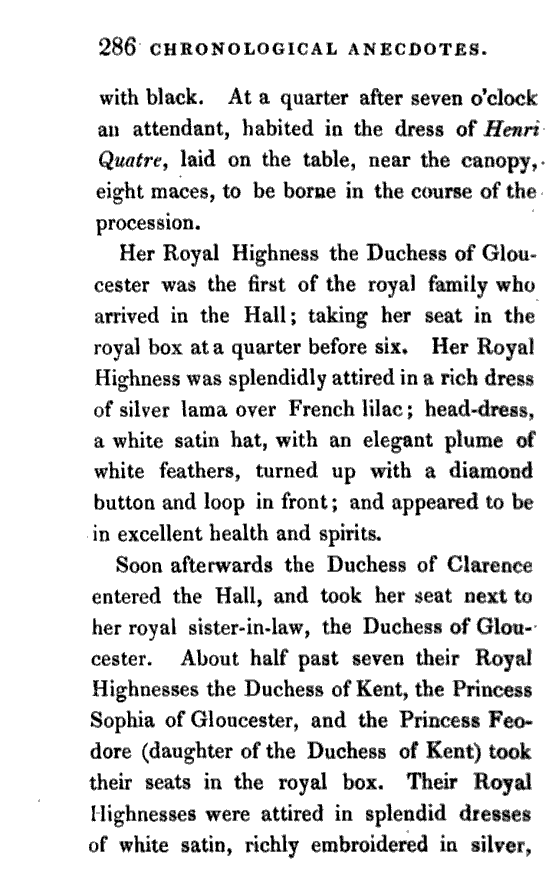 286 CHRONOLOGICAL ANECDOTES.
with black. At a quarter after seven o'clock
an attendant, habited in the dress of Henri
Quatre, laid on the table, near the canopy,
eight maces, to be borne in the course of the
procession.
Her Royal Highness the Duchess of Glou-
cester was the first of the royal family who
arrived in the Hall; taking her seat in the
royal box at a quarter before six. Her Royal
Highness was splendidly attired in a rich dress
of silver lama over French lilac; head-dress,
a white satin hat, with an elegant plume of
white feathers, turned up with a diamond
button and loop in front; and appeared to be
in excellent health and spirits.
Soon afterwards the Duchess of Clarence
entered the Hall, and took her seat next to
her royal sister-in-law, the Duchess of Glou-
cester. About half past seven their Royal
Highnesses the Duchess of Kent, the Princess
Sophia of Gloucester, and the Princess Feo-
dore (daughter of the Duchess of Kent) took
their seats in the royal box. Their Royal
Highnesses were attired in splendid dresses
of white satin, richly embroidered in silver,